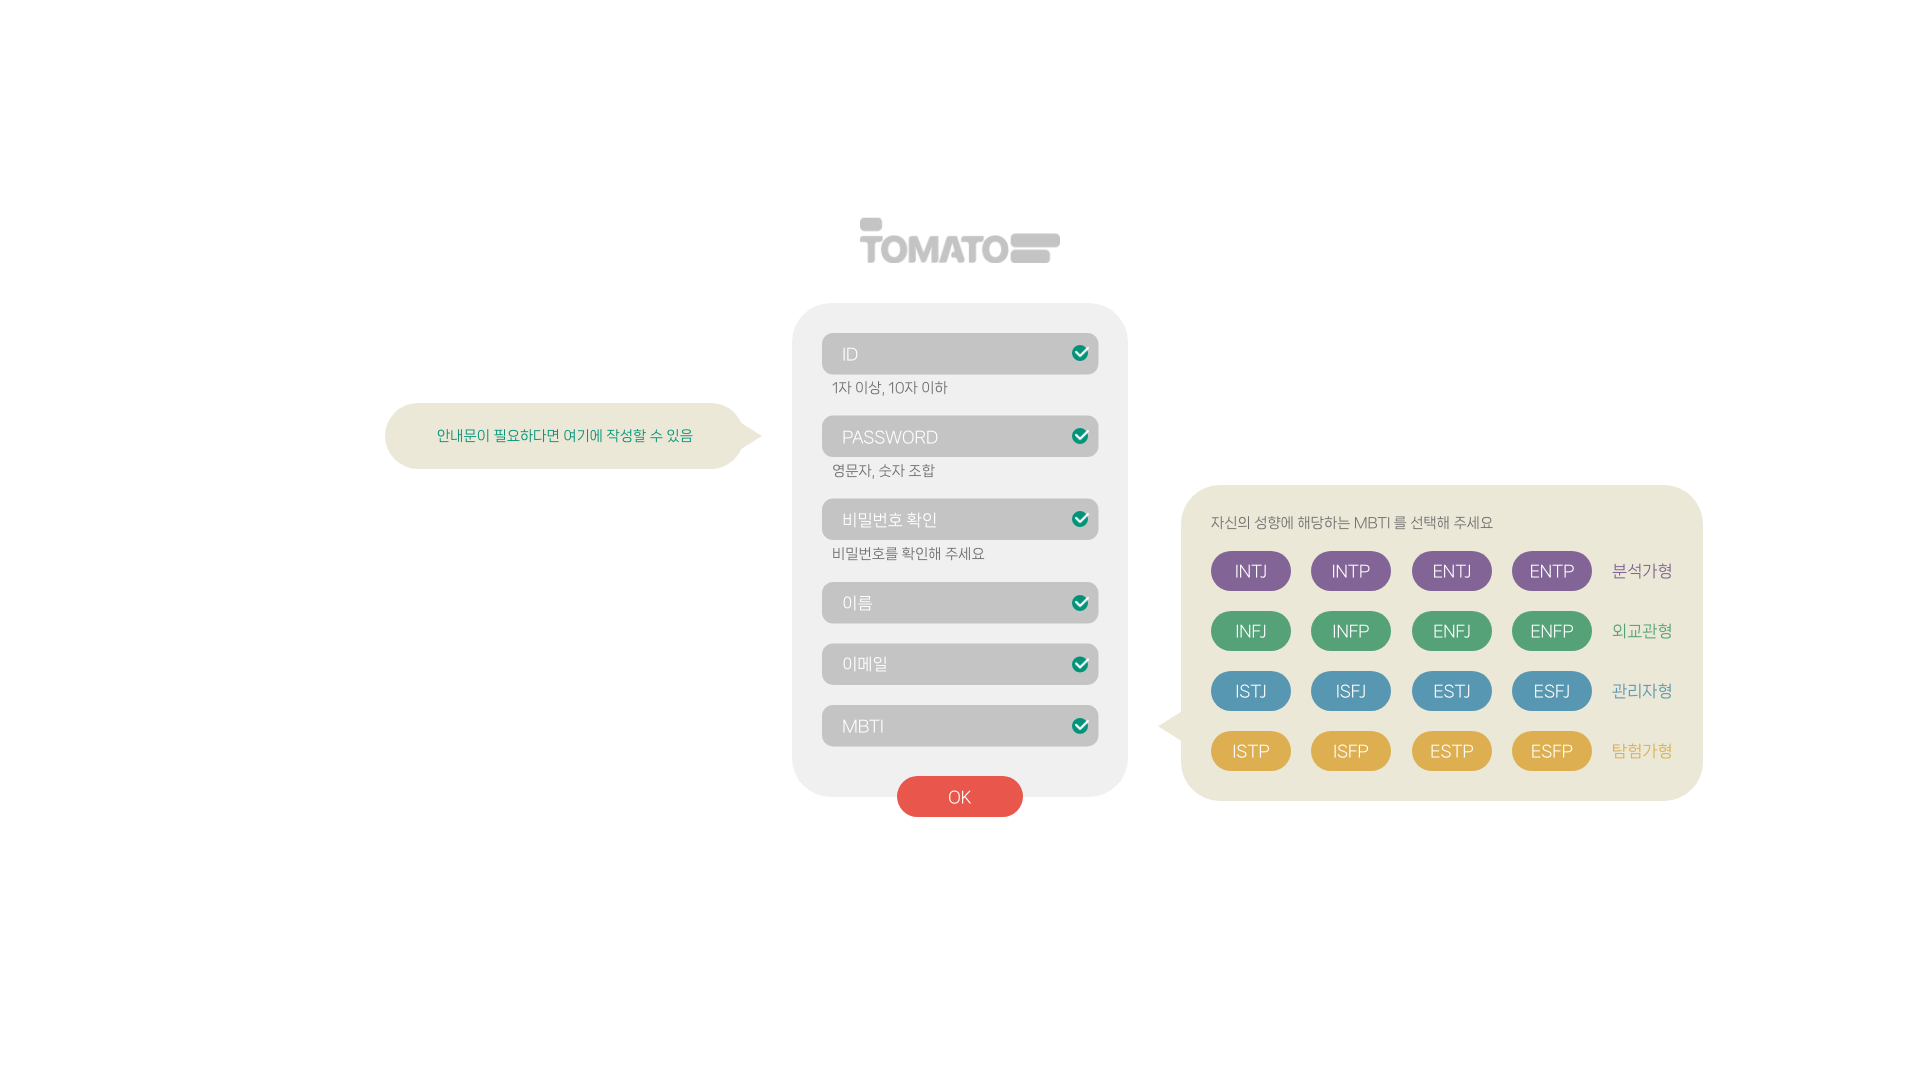 TOMATO
ID
1자 이상, 10자 이하
PASSWORD
영문자, 숫자 조합
비밀번호 확인
비밀번호를 확인해 주세요
이름
이메일
MBTI
OK
안내문이 필요하다면 여기에 작성할 수 있음
자신의 성향에 해당하는 MBTI 를 선택해 주세요
INTJ INTP ENTJ ENTP 분석가형
INFJ INFP ENFJ ENFP 외교관형
ISTJ ISFJ ESTJ ESFJ 관리자형
ISTP ISFP ESTP ESFP 탐험가형